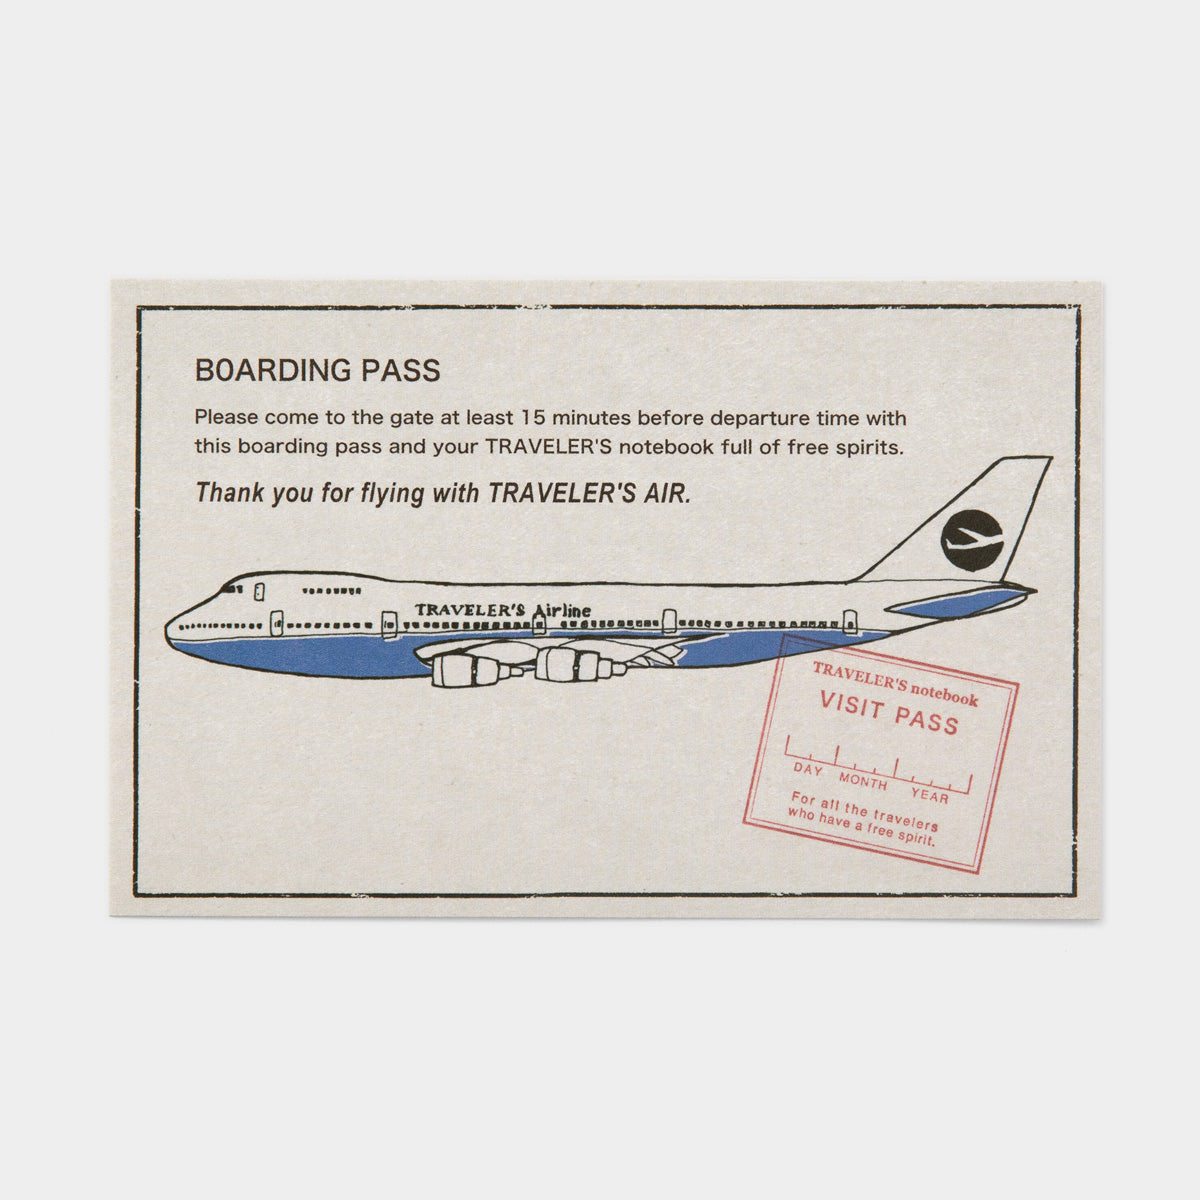 BOARDING PASS
Please come to the gate at least 15 minutes before departure time with
this boarding pass and your TRAVELER'S notebook full of free spirits.
Thank you for flying with TRAVELER'S AIR.
TRAVELER'S Airline
TRAVELER'S notebook
VISIT PASS
DAY MONTH YEAR
For all the travelers
who have a free spirit.